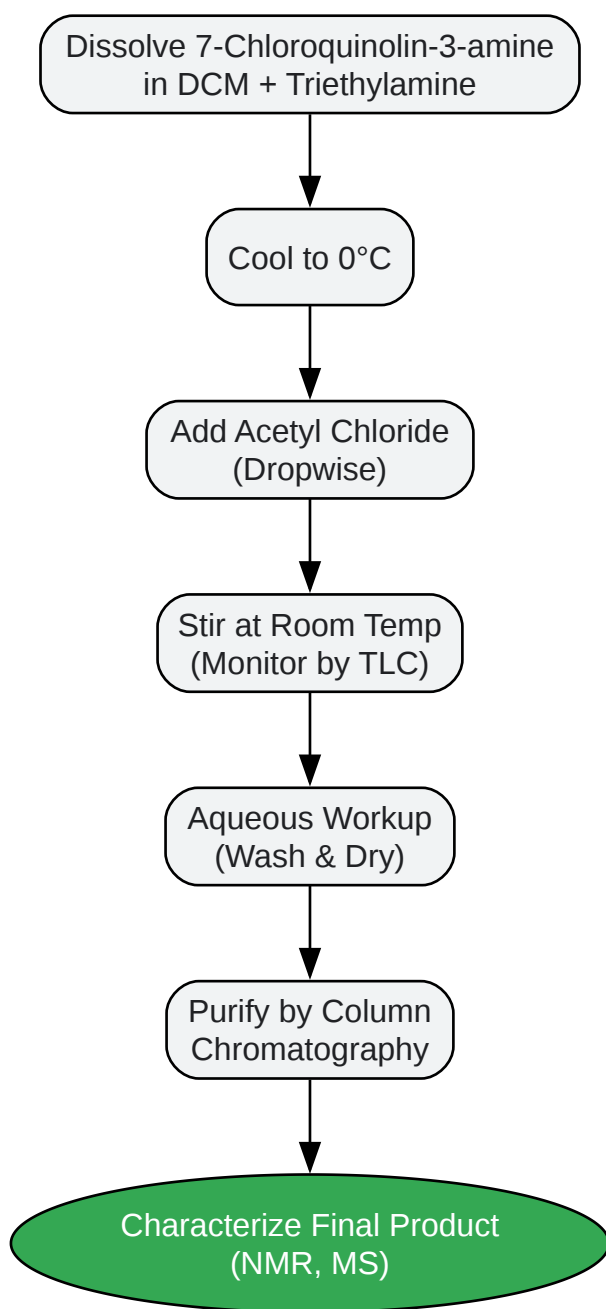 Dissolve 7-Chloroquinolin-3-amine
in DCM + Triethylamine
Cool to 0°C
Add Acetyl Chloride
(Dropwise)
Stir at Room Temp
(Monitor by TLC)
Aqueous Workup
(Wash & Dry)
Purify by Column
Chromatography
Characterize Final Product
(NMR, MS)